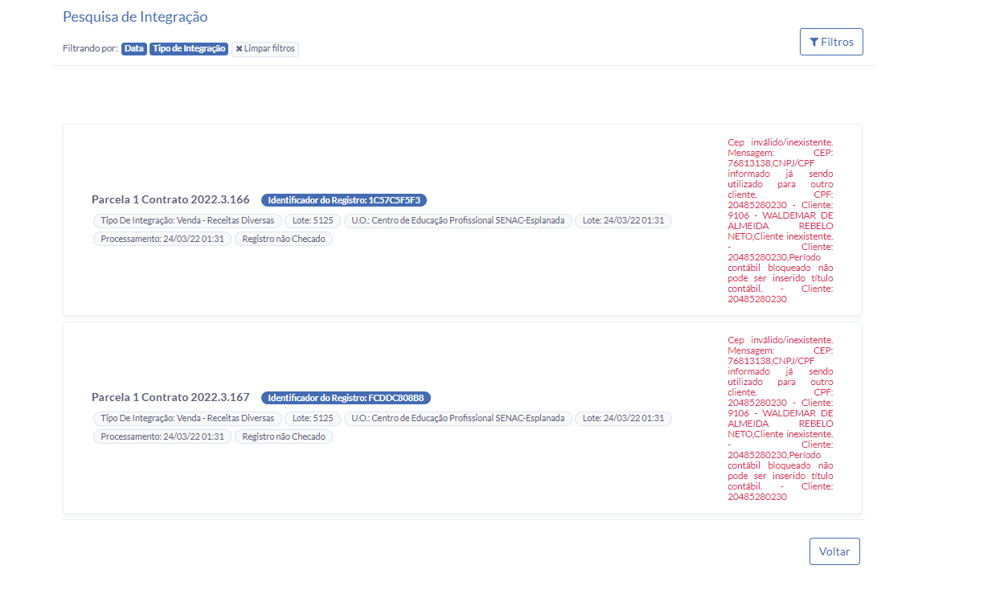 Pesquisa de Integração
Filtrando por: Data Tipo de Integração × Limpar filtros
Filtros
Parcela 1 Contrato 2022.3.166 Identificador do Registro: 1C57C5F5F3
Tipo De Integração: Venda - Receitas Diversas Lote: 5125 U.O.: Centro de Educação Profissional SENAC-Esplanada Lote: 24/03/22 01:31
Processamento: 24/03/22 01:31 Registro não Checado
Cep inválido/inexistente.
Mensagem: CEP:
76813138,CNPJ/CPF
informado já sendo
utilizado para outro
cliente. CPF:
20485280230 - Cliente:
9106 - WALDEMAR DE
ALMEIDA REBELO
NETO,Cliente inexistente.
- Cliente:
20485280230,Período
contábil bloqueado não
pode ser inserido título
contábil. - Cliente:
20485280230
Parcela 1 Contrato 2022.3.167 Identificador do Registro: FCDDC808B8
Tipo De Integração: Venda - Receitas Diversas Lote: 5125 U.O.: Centro de Educação Profissional SENAC-Esplanada Lote: 24/03/22 01:31
Processamento: 24/03/22 01:31 Registro não Checado
Cep inválido/inexistente.
Mensagem: CEP:
76813138,CNPJ/CPF
informado já sendo
utilizado para outro
cliente. CPF:
20485280230 - Cliente:
9106 - WALDEMAR DE
ALMEIDA REBELO
NETO,Cliente inexistente.
- Cliente:
20485280230,Período
contábil bloqueado não
pode ser inserido título
contábil. - Cliente:
20485280230
Voltar